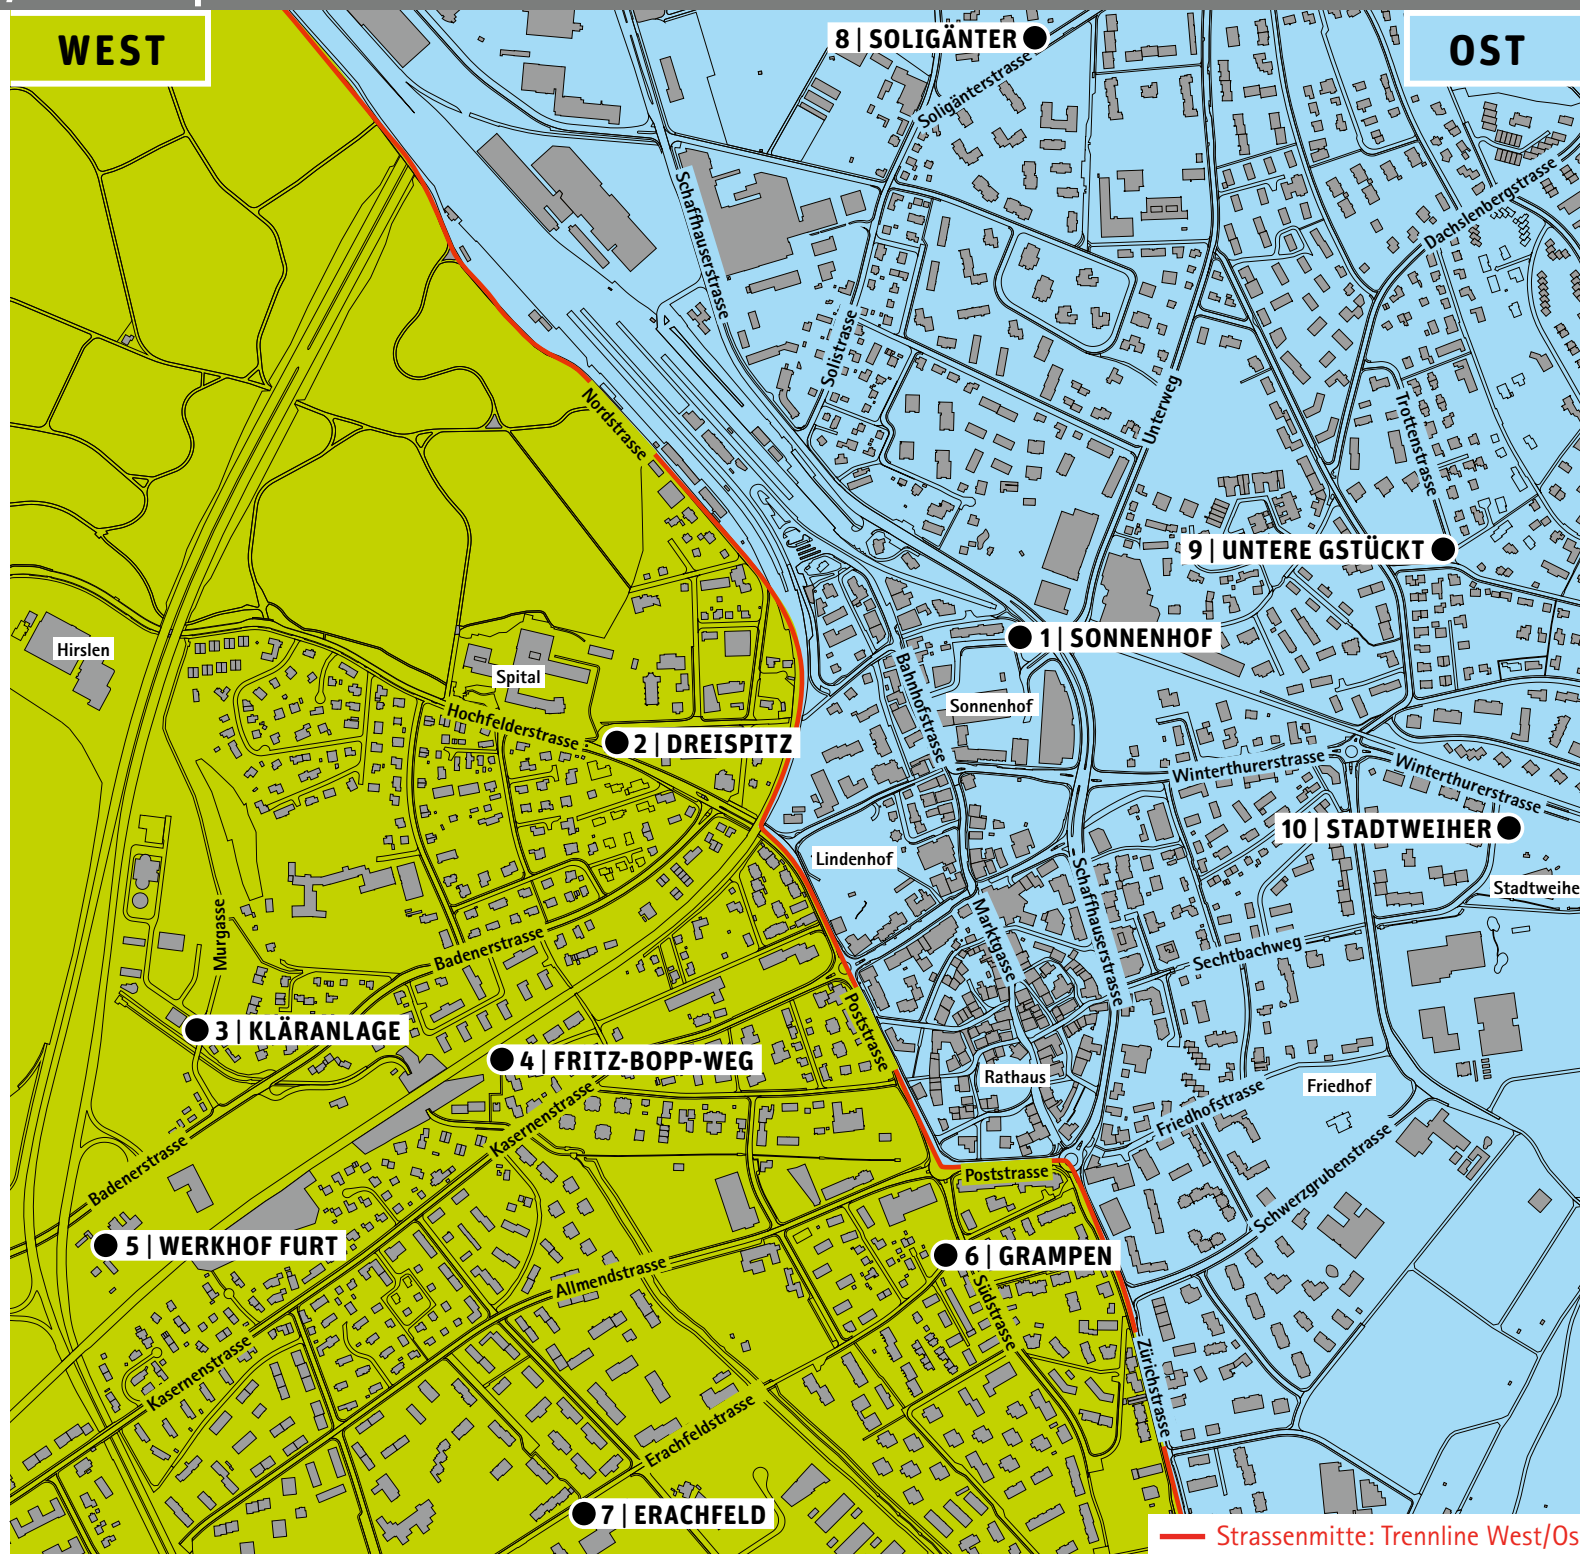 WEST
OST
8 | SOLIGÄNTER
Soligänterstrasse
Dachslenbergstrasse
Schaffhauserstrasse
Solistrasse
Nordstrasse
Unterweg
Trottenstrasse
9 | UNTERE GSTÜCKT
1 | SONNENHOF
Hirslen
Spital
Bahnhofstrasse
Sonnenhof
Hochfelderstrasse
2 | DREISPITZ
Winterthurerstrasse
Winterthurerstrasse
10 | STADTWEIHER
Lindenhof
Stadtweihe
Murgasse
Badenerstrasse
Marktgasse
Schaffhauserstrasse
Sechtbachweg
3 | KLÄRANLAGE
Poststrasse
4 | FRITZ-BOPP-WEG
Kasernenstrasse
Rathaus
Friedhof
Friedhofstrasse
Badenerstrasse
Poststrasse
Schwerzgrubenstrasse
5 | WERKHOF FURT
6 | GRAMPEN
Allmendstrasse
Südstrasse
Kasernenstrasse
Zürichstrasse
Erachfeldstrasse
7 | ERACHFELD
Strassenmitte: Trennline West/Os